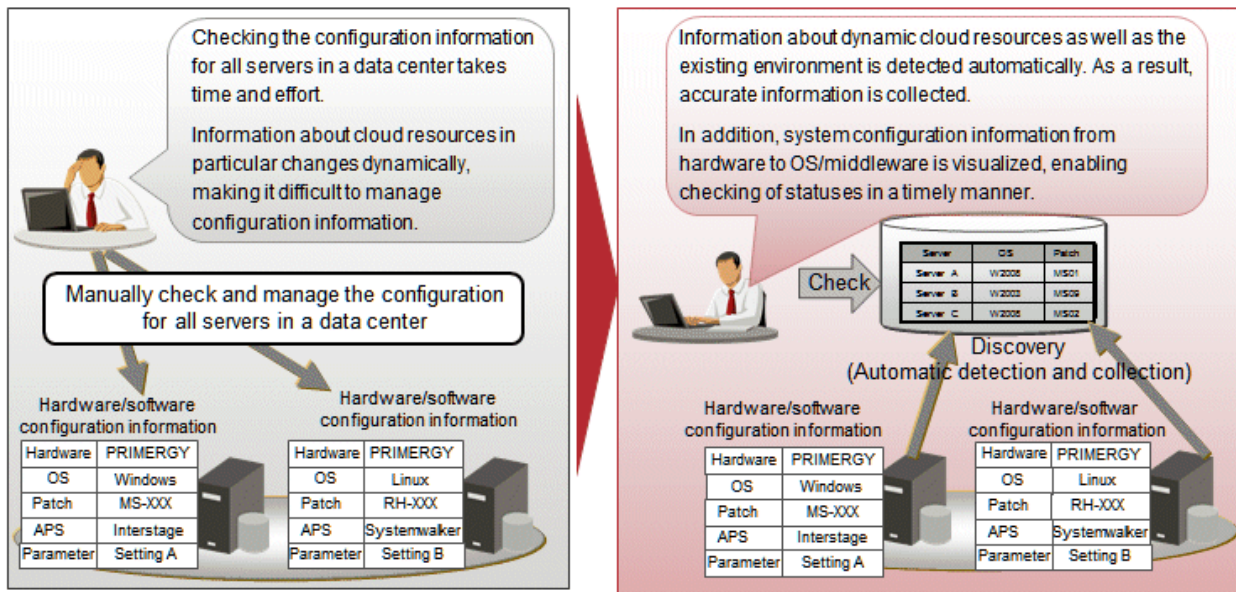 Checking the configuration information
for all servers in a data center takes
time and effort.
Information about cloud resources in
particular changes dynamically,
making it difficult to manage
configuration information.
Manually check and manage the configuration
for all servers in a data center
Hardware/software
configuration information
Hardware PRIMERGY
OS Windows
Patch MS-XXX
APS Interstage
Parameter Setting A
Hardware/software
configuration information
Hardware PRIMERGY
OS Linux
Patch RH-XXX
APS Systemwalker
Parameter Setting B
Information about dynamic cloud resources as well as the
existing environment is detected automatically. As a result,
accurate information is collected.
In addition, system configuration information from
hardware to OS/middleware is visualized, enabling
checking of statuses in a timely manner.
Check
Server OS Patch
Server A MS01
Server B MS09
Server C MS02
Discovery
(Automatic detection and collection)
Hardware/software
configuration information
Hardware PRIMERGY
OS Windows
Patch MS-XXX
APS Interstage
Parameter Setting A
Hardware/softwar
configuration information
Hardware PRIMERGY
OS Linux
Patch RH-XXX
APS Systemwalker
Parameter Setting B